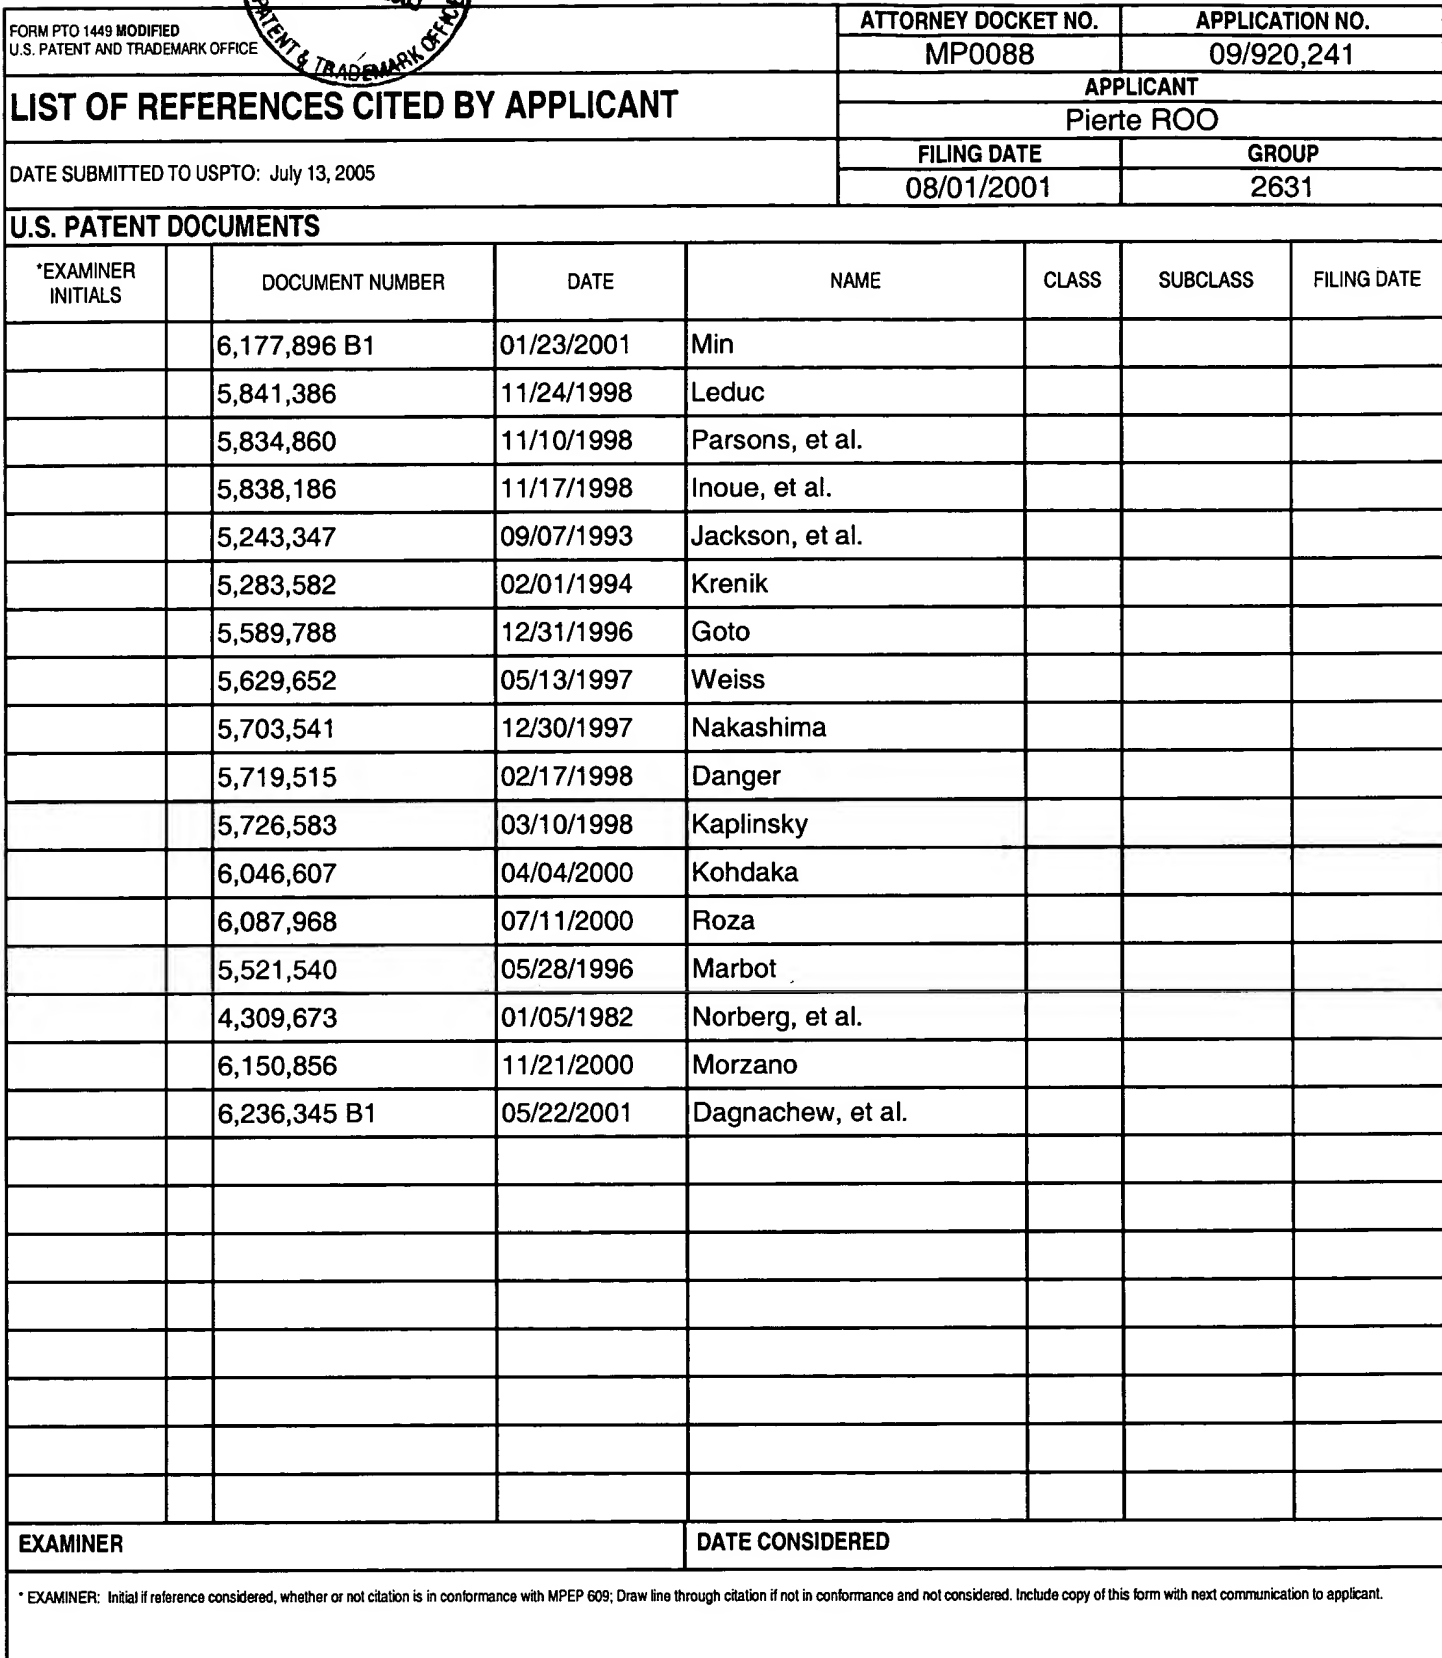 FORM PTO 1449 MODIFIED
U.S. PATENT AND TRADEMARK OFFICE
PATENT & TRADEMARK OFFICE
ATTORNEY DOCKET NO. APPLICATION NO.
MP0088 09/920,241
LIST OF REFERENCES CITED BY APPLICANT
APPLICANT
Pierte ROO
DATE SUBMITTED TO USPTO: July 13, 2005
FILING DATE GROUP
08/01/2001 2631
U.S. PATENT DOCUMENTS
*EXAMINER INITIALS DOCUMENT NUMBER DATE NAME CLASS SUBCLASS FILING DATE
6,177,896 B1 01/23/2001 Min
5,841,386 11/24/1998 Leduc
5,834,860 11/10/1998 Parsons, et al.
5,838,186 11/17/1998 Inoue, et al.
5,243,347 09/07/1993 Jackson, et al.
5,283,582 02/01/1994 Krenik
5,589,788 12/31/1996 Goto
5,629,652 05/13/1997 Weiss
5,703,541 12/30/1997 Nakashima
5,719,515 02/17/1998 Danger
5,726,583 03/10/1998 Kaplinsky
6,046,607 04/04/2000 Kohdaka
6,087,968 07/11/2000 Roza
5,521,540 05/28/1996 Marbot
4,309,673 01/05/1982 Norberg, et al.
6,150,856 11/21/2000 Morzano
6,236,345 B1 05/22/2001 Dagnachew, et al.
EXAMINER DATE CONSIDERED
* EXAMINER: Initial if reference considered, whether or not citation is in conformance with MPEP 609; Draw line through citation if not in conformance and not considered. Include copy of this form with next communication to applicant.